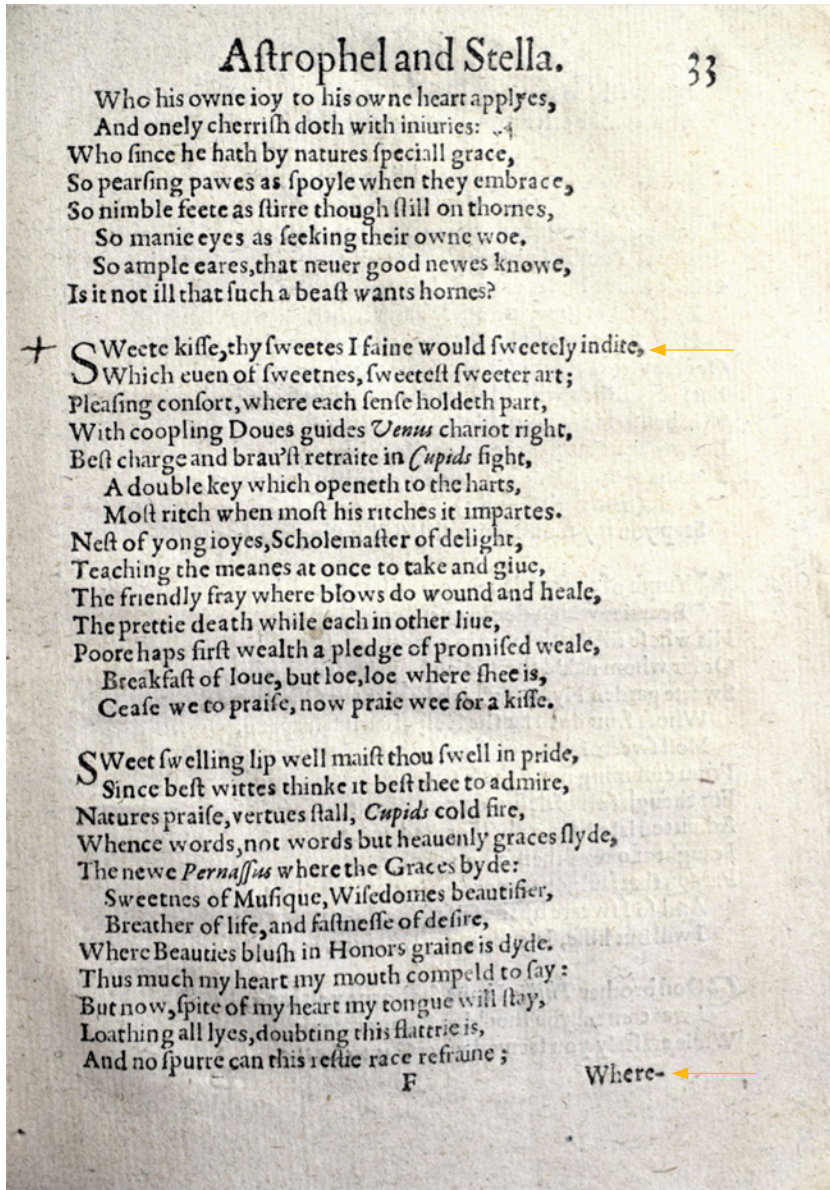 Aſtrophel and Stella. 33
Who his owne ioy to his owne heart applyes,
And onely cherriſh doth with iniuries:
Who ſince he hath by natures ſpeciall grace,
So pearſing pawes as ſpoyle when they embrace,
So nimble feete as ſtirre though ſtill on thornes,
So manie eyes as ſeeking their owne woe,
So ample eares,that neuer good newes knowe,
Is it not ill that ſuch a beaſt wants hornes?
SWeete kiſſe,thy ſweetes I faine would ſweetely indite,
Which euen of ſweetnes, ſweeteſt ſweeter art;
Pleaſing conſort,where each ſenſe holdeth part,
With coopling Doues guides Venus chariot right,
Beſt charge and brau'ſt retraite in Cupids fight,
A double key which openeth to the harts,
Moſt ritch when moſt his ritches it impartes.
Neſt of yong ioyes,Scholemaſter of delight,
Teaching the meanes at once to take and giue,
The friendly fray where blows do wound and heale,
The prettie death while each in other liue,
Poore haps firſt wealth a pledge of promiſed weale,
Breakfaſt of loue, but loe,loe where ſhee is,
Ceaſe we to praiſe, now praie wee for a kiſſe.
SWeet ſwelling lip well maiſt thou ſwell in pride,
Since beſt wittes thinke it beſt thee to admire,
Natures praiſe,vertues ſtall, Cupids cold fire,
Whence words,not words but heauenly graces ſlyde,
The newe Pernaſſus where the Graces byde:
Sweetnes of Muſique,Wiſedomes beautifier,
Breather of life,and faſtneſſe of deſire,
Where Beauties bluſh in Honors graine is dyde.
Thus much my heart my mouth compeld to ſay:
But now,ſpite of my heart my tongue will ſtay,
Loathing all lyes,doubting this flatterie is,
And no ſpurre can this reſtie race refraine;
F Where-